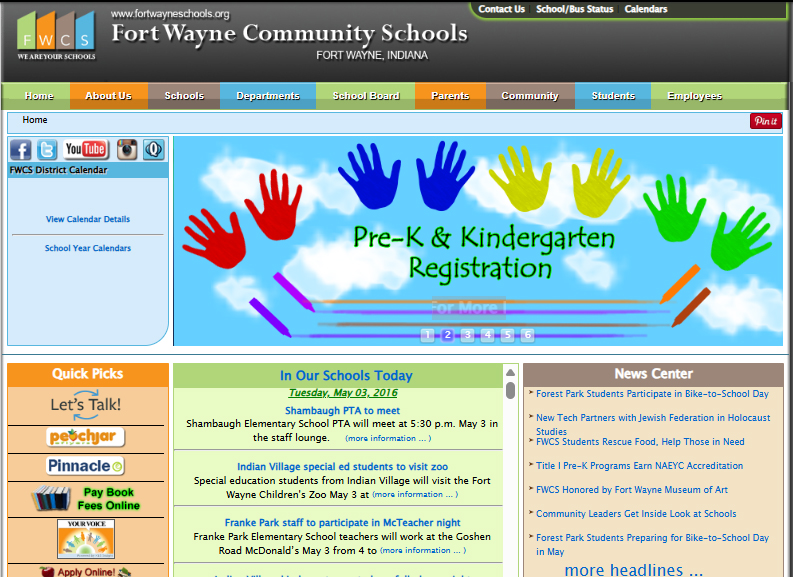 www.fortwayneschools.org
Fort Wayne Community Schools
FORT WAYNE, INDIANA
FWCS
WE ARE YOUR SCHOOLS
Contact Us School/Bus Status Calendars
Home About Us Schools Departments School Board Parents Community Students Employees
Home
Pin it
You Tube
FWCS District Calendar
View Calendar Details
School Year Calendars
Pre-K & Kindergarten
Registration
For More I
1 2 3 4 5 6
Quick Picks
Let's Talk!
peachjar
Pinnacle
Pay Book
Fees Online
YOUR VOICE
Apply Online!
In Our Schools Today
Tuesday, May 03, 2016
Shambaugh PTA to meet
Shambaugh Elementary School PTA will meet at 5:30 p.m. May 3 in
the staff lounge. (more information ... )
Indian Village special ed students to visit zoo
Special education students from Indian Village will visit the Fort
Wayne Children's Zoo May 3 at (more information ... )
Franke Park staff to participate in McTeacher night
Franke Park Elementary School teachers will work at the Goshen
Road McDonald's May 3 from 4 to (more information ... )
News Center
Forest Park Students Participate in Bike-to-School Day
New Tech Partners with Jewish Federation in Holocaust
Studies
FWCS Students Rescue Food, Help Those in Need
Title I Pre-K Programs Earn NAEYC Accreditation
FWCS Honored by Fort Wayne Museum of Art
Community Leaders Get Inside Look at Schools
Forest Park Students Preparing for Bike-to-School Day
in May
more headlines ...